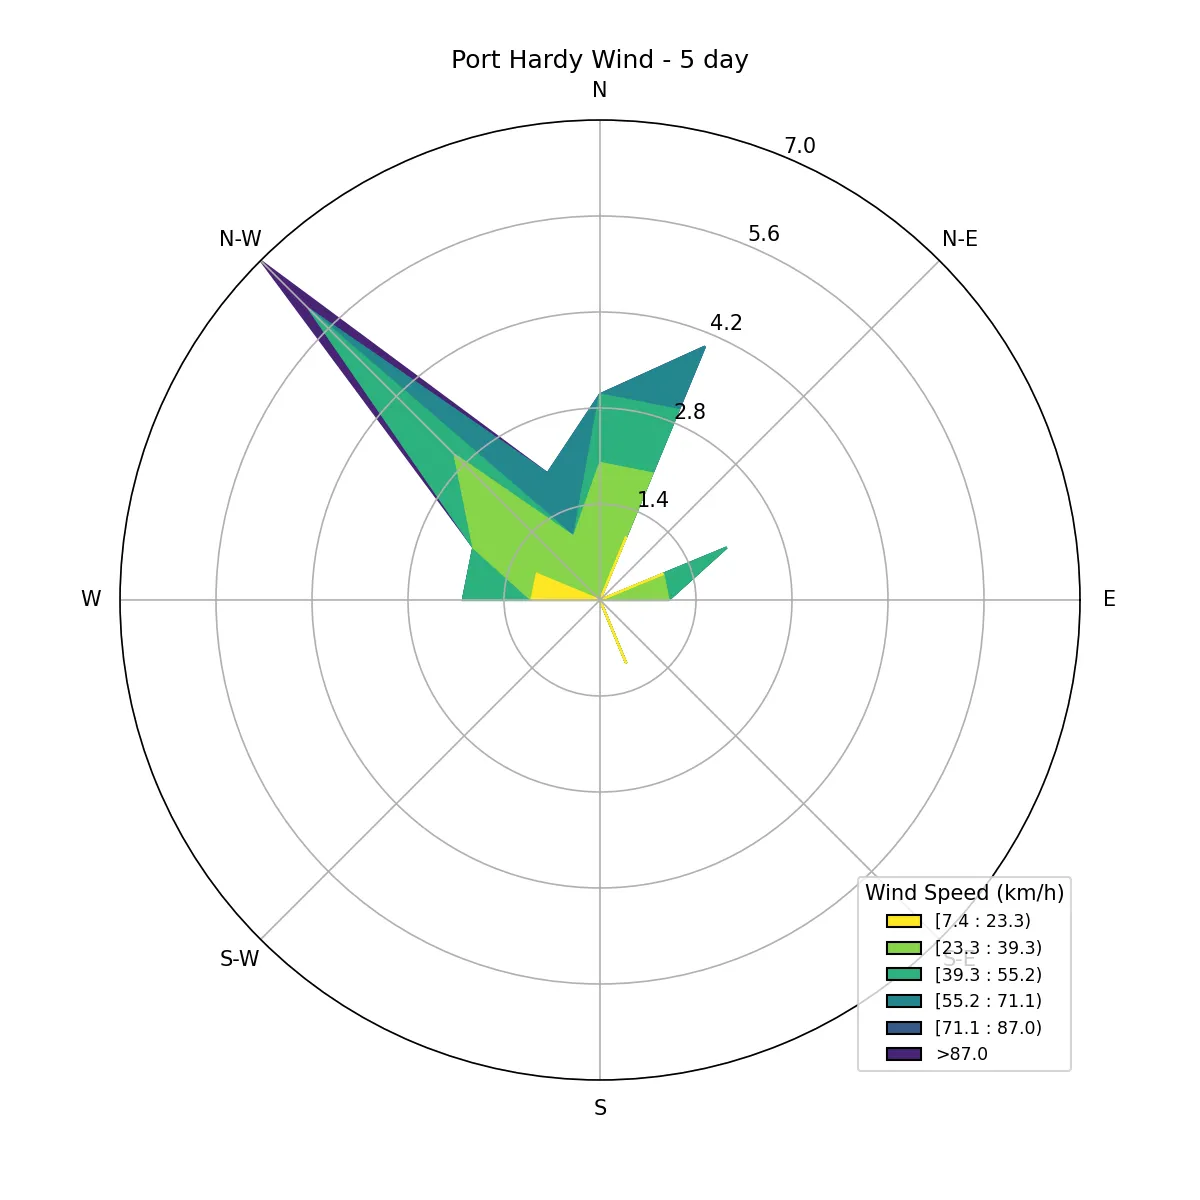 Port Hardy Wind - 5 day
N
7.0
5.6
N-W
N-E
4.2
2.8
1.4
W
E
Wind Speed (km/h)
[7.4 : 23.3)
[23.3 : 39.3)
S-W
S-E
[39.3 : 55.2)
[55.2 : 71.1)
[71.1 : 87.0)
>87.0
S